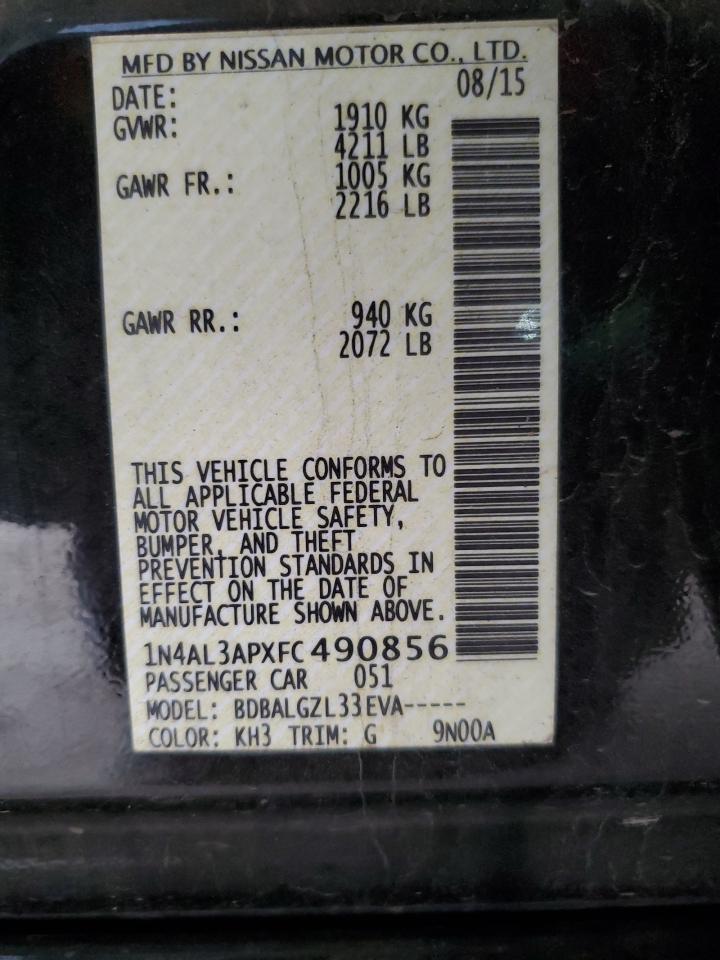 MFD BY NISSAN MOTOR CO., LTD.
DATE: 08/15
GVWR: 1910 KG
4211 LB
GAWR FR.: 1005 KG
2216 LB
GAWR RR.: 940 KG
2072 LB
THIS VEHICLE CONFORMS TO
ALL APPLICABLE FEDERAL
MOTOR VEHICLE SAFETY,
BUMPER, AND THEFT
PREVENTION STANDARDS IN
EFFECT ON THE DATE OF
MANUFACTURE SHOWN ABOVE.
1N4AL3APXFC490856
PASSENGER CAR 051
MODEL: BDBALGZL33EVA-----
COLOR: KH3 TRIM: G 9N00A